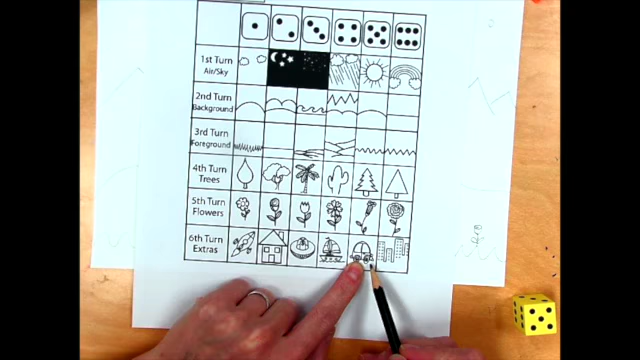 1st Turn
Air/Sky
2nd Turn
Background
3rd Turn
Foreground
4th Turn
Trees
5th Turn
Flowers
6th Turn
Extras